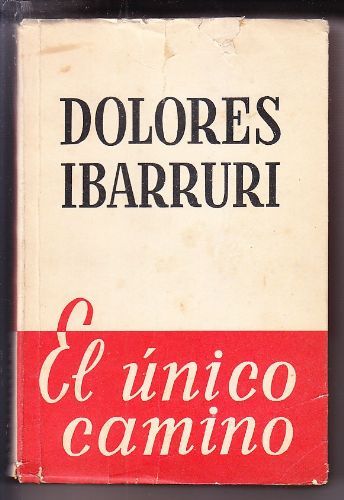 DOLORES
IBARRURI
El único
camino